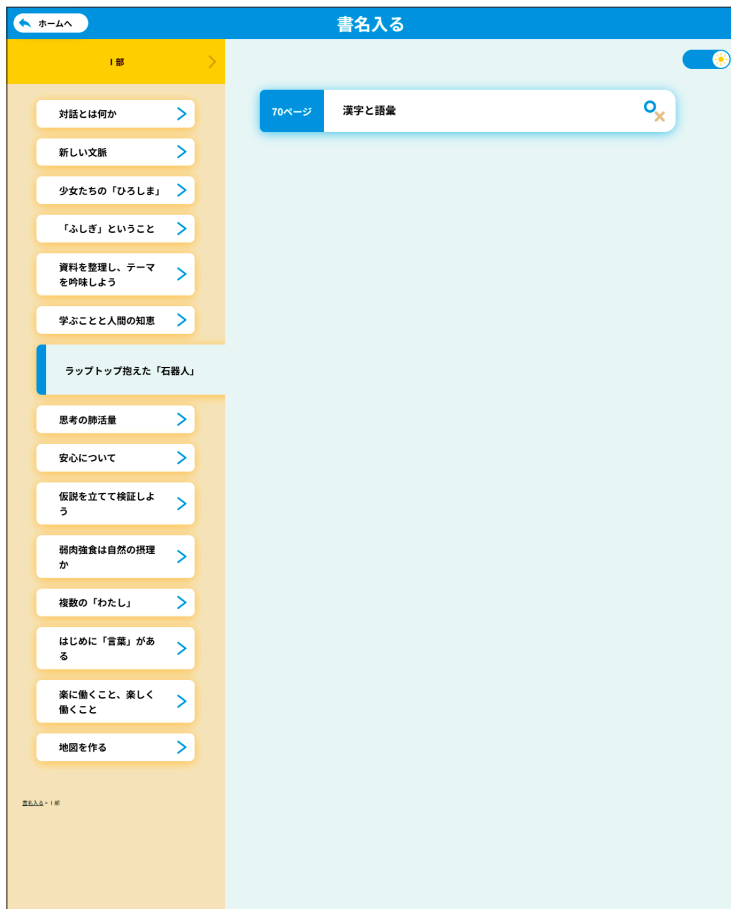 ホームへ
書名入る
Ⅰ部
対話とは何か
新しい文脈
少女たちの「ひろしま」
「ふしぎ」ということ
資料を整理し、テーマ
を吟味しよう
学ぶことと人間の知恵
ラップトップ抱えた「石器人」
思考の肺活量
安心について
仮説を立てて検証しよ
う
弱肉強食は自然の摂理
か
複数の「わたし」
はじめに「言葉」があ
る
楽に働くこと、楽しく
働くこと
地図を作る
書名入る > Ⅰ部
70ページ
漢字と語彙